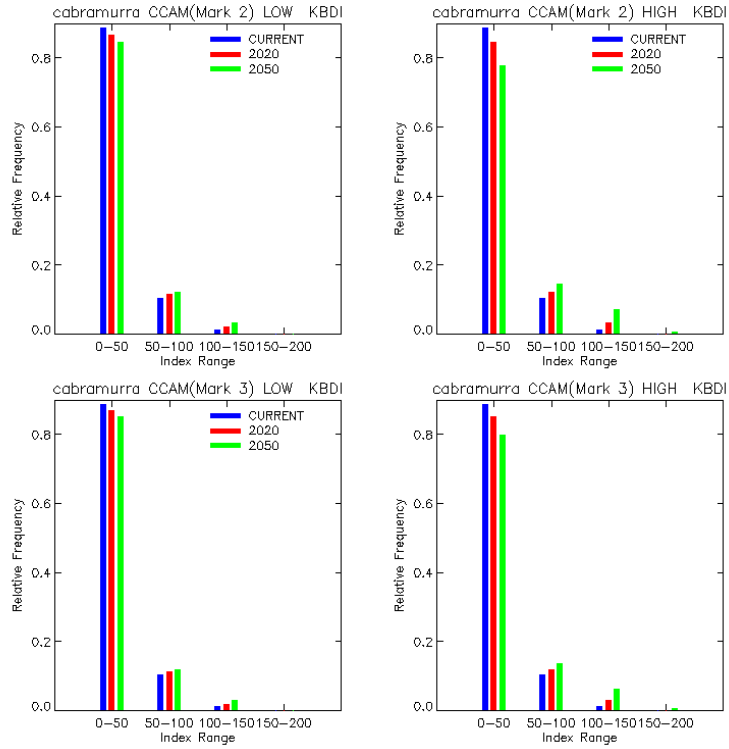 cabramurra CCAM(Mark 2) LOW KBDI
CURRENT
2020
2050
0.8
0.6
0.4
0.2
0.0
Relative Frequency
0–50 50–100 100–150 150–200
Index Range
cabramurra CCAM(Mark 2) HIGH KBDI
CURRENT
2020
2050
0.8
0.6
0.4
0.2
0.0
Relative Frequency
0–50 50–100 100–150 150–200
Index Range
cabramurra CCAM(Mark 3) LOW KBDI
CURRENT
2020
2050
0.8
0.6
0.4
0.2
0.0
Relative Frequency
0–50 50–100 100–150 150–200
Index Range
cabramurra CCAM(Mark 3) HIGH KBDI
0.8
0.6
0.4
0.2
0.0
Relative Frequency
0–50 50–100 100–150 150–200
Index Range